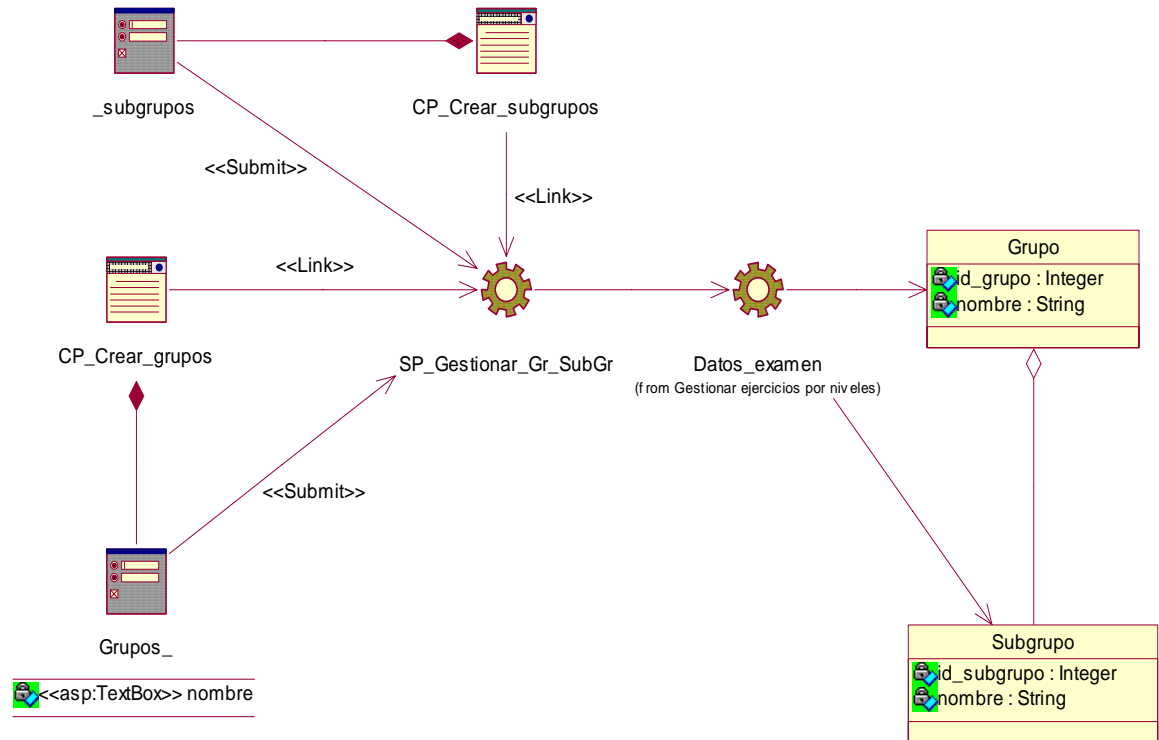 _subgrupos
CP_Crear_subgrupos
<<Submit>>
<<Link>>
<<Link>>
CP_Crear_grupos
SP_Gestionar_Gr_SubGr
Datos_examen
(from Gestionar ejercicios por niveles)
Grupo
id_grupo : Integer
nombre : String
<<Submit>>
Grupos_
<<asp:TextBox>> nombre
Subgrupo
id_subgrupo : Integer
nombre : String